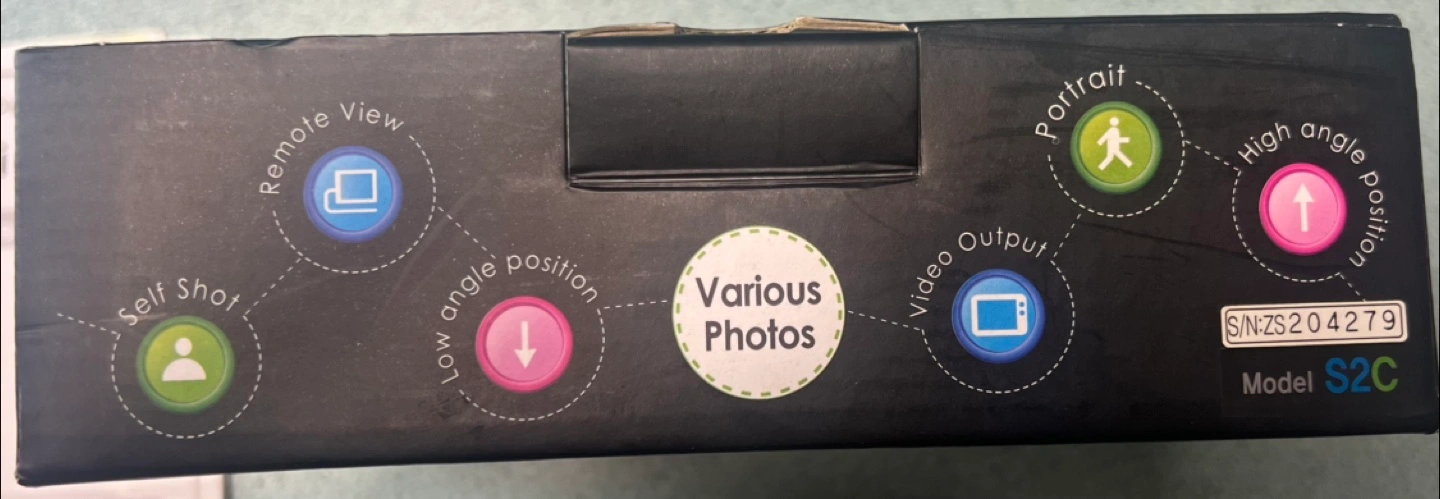 Self Shot
Remote View
Low angle position
Various
Photos
Video Output
Portrait
High angle position
S/N:ZS204279
Model S2C